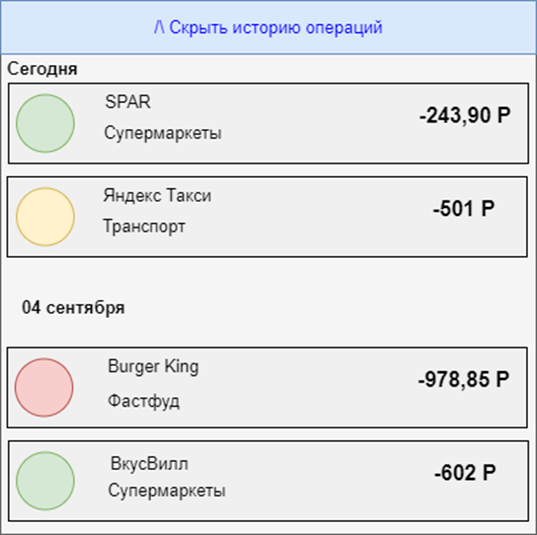 /\ Скрыть историю операций
Сегодня
SPAR
-243,90 Р
Супермаркеты
Яндекс Такси
-501 Р
Транспорт
04 сентября
Burger King
-978,85 Р
Фастфуд
ВкусВилл
-602 Р
Супермаркеты